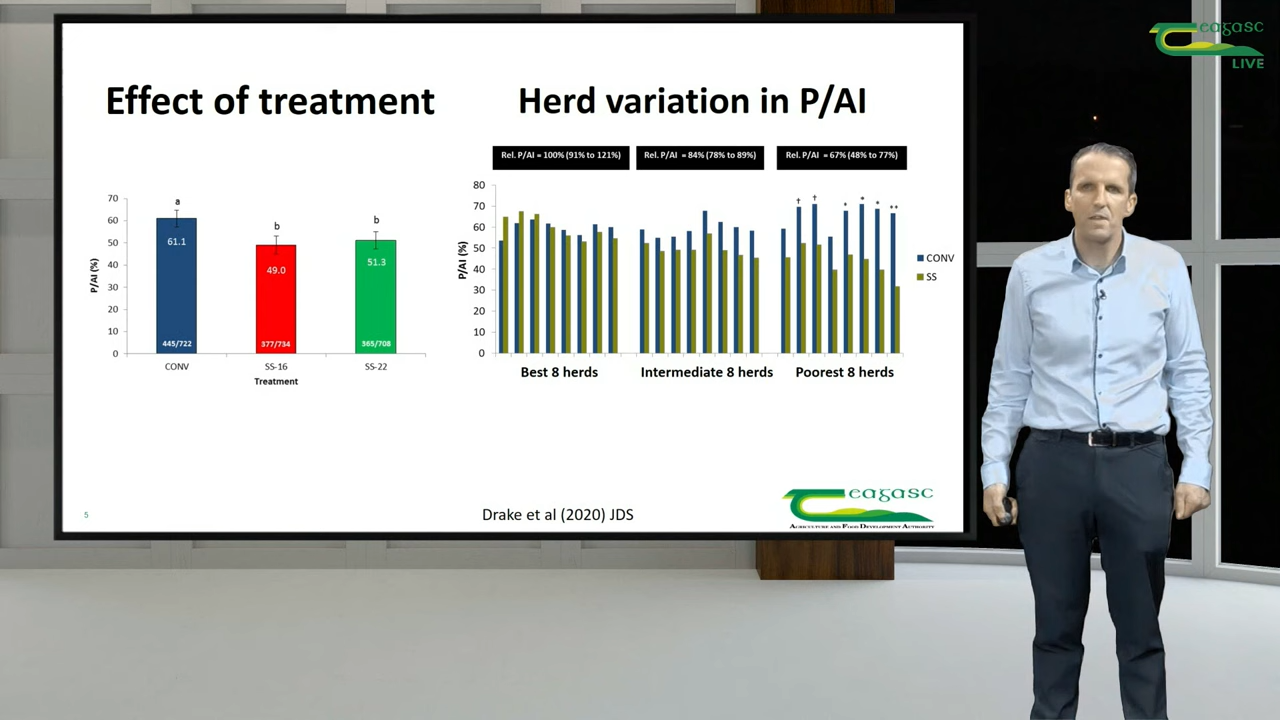 eagasc
LIVE
Effect of treatment
Herd variation in P/AI
Rel. P/AI = 100% (91% to 121%)
Rel. P/AI = 84% (78% to 89%)
Rel. P/AI = 67% (48% to 77%)
P/AI (%)
70
60
50
40
30
20
10
0
a
b
b
61.1
49.0
51.3
445/722
377/734
365/708
CONV
SS-16
SS-22
Treatment
P/AI (%)
80
70
60
50
40
30
20
10
0
† † * * * **
CONV
SS
Best 8 herds
Intermediate 8 herds
Poorest 8 herds
5
Drake et al (2020) JDS
eagasc
AGRICULTURE AND FOOD DEVELOPMENT AUTHORITY